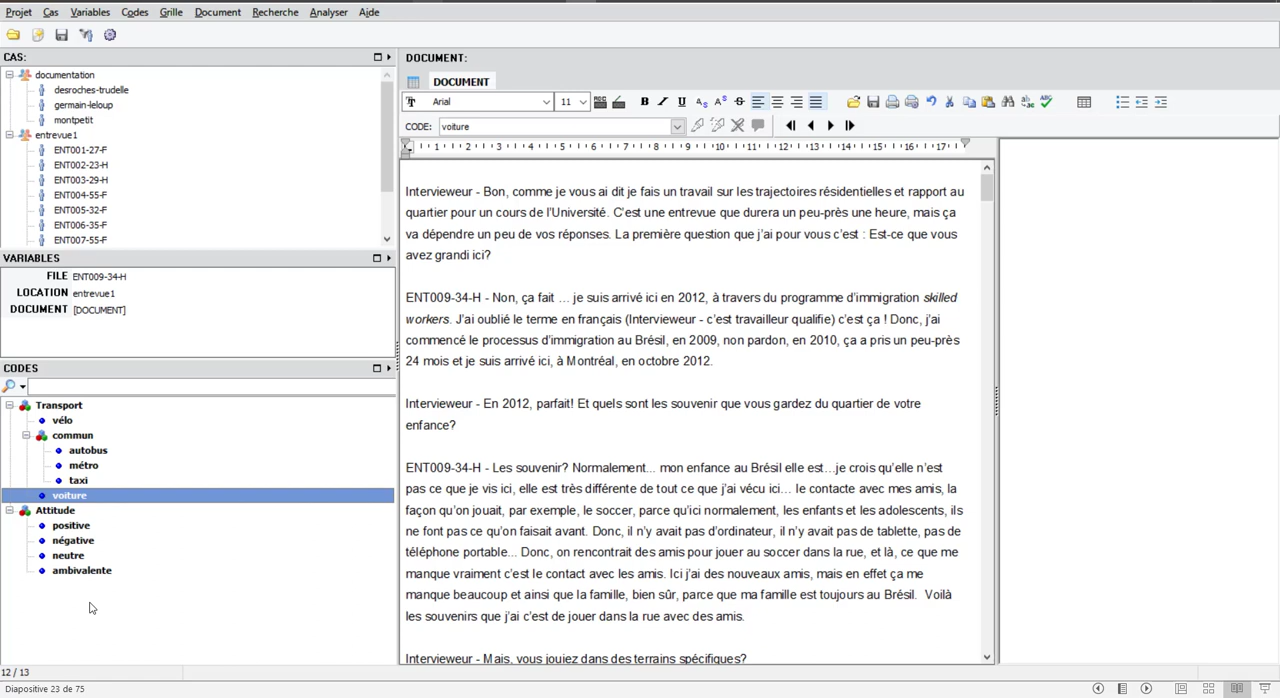 Projet Cas Variables Codes Grille Document Recherche Analyser Aide
CAS:
documentation
desroches-trudelle
germain-leloup
montpetit
entrevue1
ENT001-27-F
ENT002-23-H
ENT003-29-H
ENT004-55-F
ENT005-32-F
ENT006-35-F
ENT007-55-F
VARIABLES
FILE ENT009-34-H
LOCATION entrevue1
DOCUMENT [DOCUMENT]
CODES
Transport
vélo
commun
autobus
métro
taxi
voiture
Attitude
positive
négative
neutre
ambivalente
12 / 13
DOCUMENT:
DOCUMENT
Arial 11 B I U
CODE: voiture
1 2 3 4 5 6 7 8 9 10 11 12 13 14 15 16 17
Intervieweur - Bon, comme je vous ai dit je fais un travail sur les trajectoires résidentielles et rapport au
quartier pour un cours de l'Université. C'est une entrevue que durera un peu-près une heure, mais ça
va dépendre un peu de vos réponses. La première question que j'ai pour vous c'est : Est-ce que vous
avez grandi ici?
ENT009-34-H - Non, ça fait … je suis arrivé ici en 2012, à travers du programme d'immigration skilled
workers. J'ai oublié le terme en français (Intervieweur - c'est travailleur qualifie) c'est ça ! Donc, j'ai
commencé le processus d'immigration au Brésil, en 2009, non pardon, en 2010, ça a pris un peu-près
24 mois et je suis arrivé ici, à Montréal, en octobre 2012.
Intervieweur - En 2012, parfait! Et quels sont les souvenir que vous gardez du quartier de votre
enfance?
ENT009-34-H - Les souvenir? Normalement... mon enfance au Brésil elle est…je crois qu'elle n'est
pas ce que je vis ici, elle est très différente de tout ce que j'ai vécu ici… le contacte avec mes amis, la
façon qu'on jouait, par exemple, le soccer, parce qu'ici normalement, les enfants et les adolescents, ils
ne font pas ce qu'on faisait avant. Donc, il n'y avait pas d'ordinateur, il n'y avait pas de tablette, pas de
téléphone portable... Donc, on rencontrait des amis pour jouer au soccer dans la rue, et là, ce que me
manque vraiment c'est le contact avec les amis. Ici j'ai des nouveaux amis, mais en effet ça me
manque beaucoup et ainsi que la famille, bien sûr, parce que ma famille est toujours au Brésil. Voilà
les souvenirs que j'ai c'est de jouer dans la rue avec des amis.
Intervieweur - Mais, vous jouiez dans des terrains spécifiques?
Diapositive 23 de 75